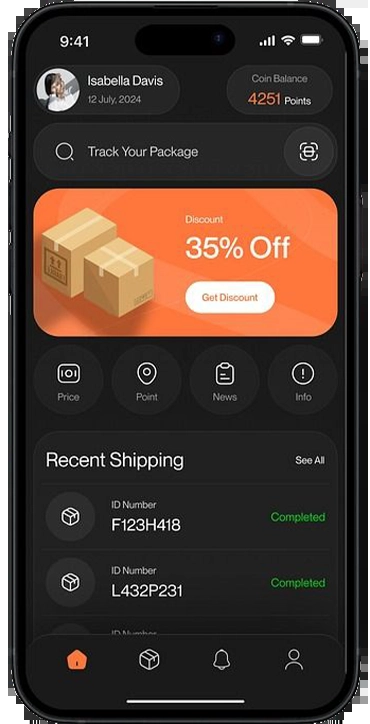 9:41
Isabella Davis
12 July, 2024
Coin Balance
4251 Points
Track Your Package
Discount
35% Off
Get Discount
Price
Point
News
Info
Recent Shipping
See All
ID Number
F123H418
Completed
ID Number
L432P231
Completed
ID Number